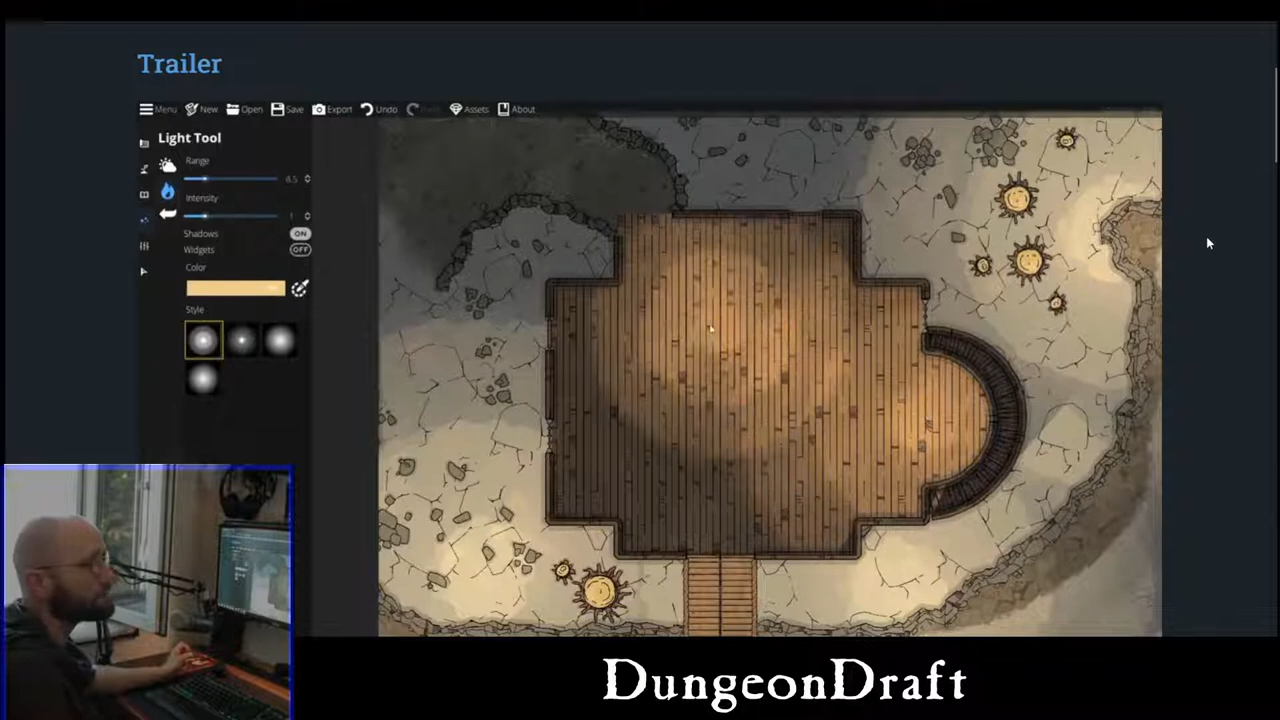 Trailer
Menu New Open Save Export Undo Assets About
Light Tool
Range
Intensity
1
Shadows ON
Widgets OFF
Color
Style
DungeonDraft